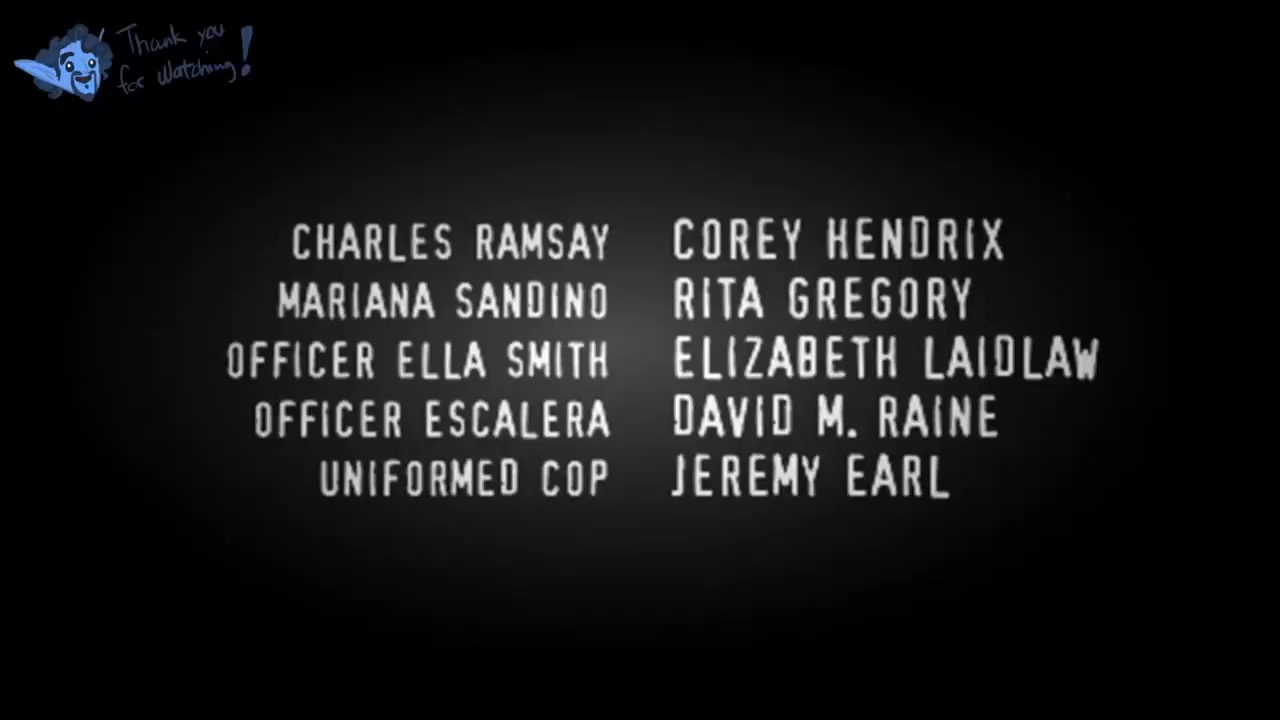 Thank you
for Watching!
CHARLES RAMSAY COREY HENDRIX
MARIANA SANDINO RITA GREGORY
OFFICER ELLA SMITH ELIZABETH LAIDLAW
OFFICER ESCALERA DAVID M. RAINE
UNIFORMED COP JEREMY EARL